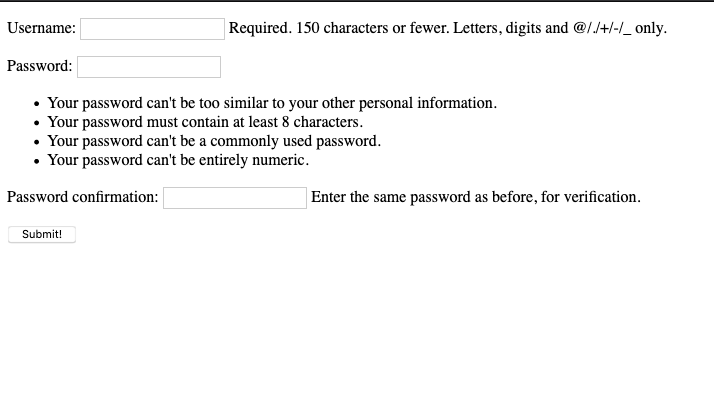 Username: Required. 150 characters or fewer. Letters, digits and @/./+/-/_ only.
Password:
• Your password can't be too similar to your other personal information.
• Your password must contain at least 8 characters.
• Your password can't be a commonly used password.
• Your password can't be entirely numeric.
Password confirmation: Enter the same password as before, for verification.
Submit!